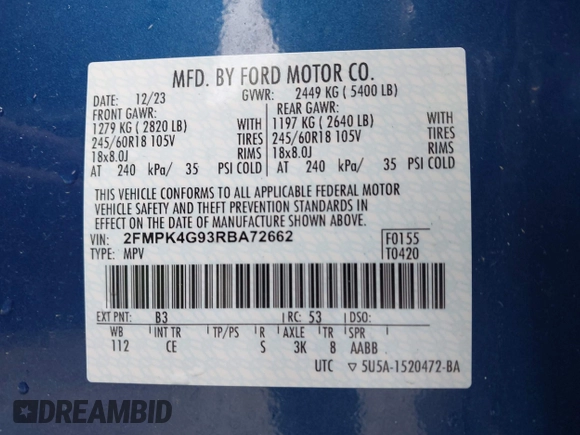 MFD. BY FORD MOTOR CO.
DATE: 12/23 GVWR: 2449 KG ( 5400 LB)
FRONT GAWR: REAR GAWR:
1279 KG ( 2820 LB) WITH 1197 KG ( 2640 LB) WITH
245/60R18 105V TIRES 245/60R18 105V TIRES
18x8.0J RIMS 18x8.0J RIMS
AT 240 kPa/ 35 PSI COLD AT 240 kPa/ 35 PSI COLD
THIS VEHICLE CONFORMS TO ALL APPLICABLE FEDERAL MOTOR
VEHICLE SAFETY AND THEFT PREVENTION STANDARDS IN
EFFECT ON THE DATE OF MANUFACTURE SHOWN ABOVE.
VIN: 2FMPK4G93RBA72662 F0155
TYPE: MPV T0420
EXT PNT: B3 RC: 53 DSO:
WB INT TR TP/PS R AXLE TR SPR
112 CE S 3K 8 AABB
UTC ▽ 5U5A-1520472-BA
DREAMBID